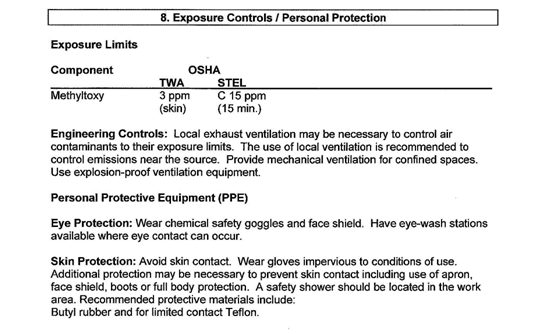 8. Exposure Controls / Personal Protection
Exposure Limits
Component OSHA
TWA STEL
Methyltoxy 3 ppm C 15 ppm
(skin) (15 min.)
Engineering Controls: Local exhaust ventilation may be necessary to control air
contaminants to their exposure limits. The use of local ventilation is recommended to
control emissions near the source. Provide mechanical ventilation for confined spaces.
Use explosion-proof ventilation equipment.
Personal Protective Equipment (PPE)
Eye Protection: Wear chemical safety goggles and face shield. Have eye-wash stations
available where eye contact can occur.
Skin Protection: Avoid skin contact. Wear gloves impervious to conditions of use.
Additional protection may be necessary to prevent skin contact including use of apron,
face shield, boots or full body protection. A safety shower should be located in the work
area. Recommended protective materials include:
Butyl rubber and for limited contact Teflon.